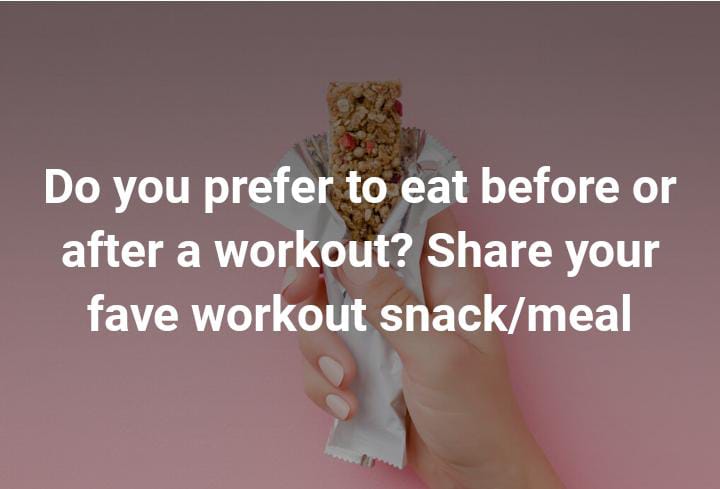 Do you prefer to eat before or
after a workout? Share your
fave workout snack/meal